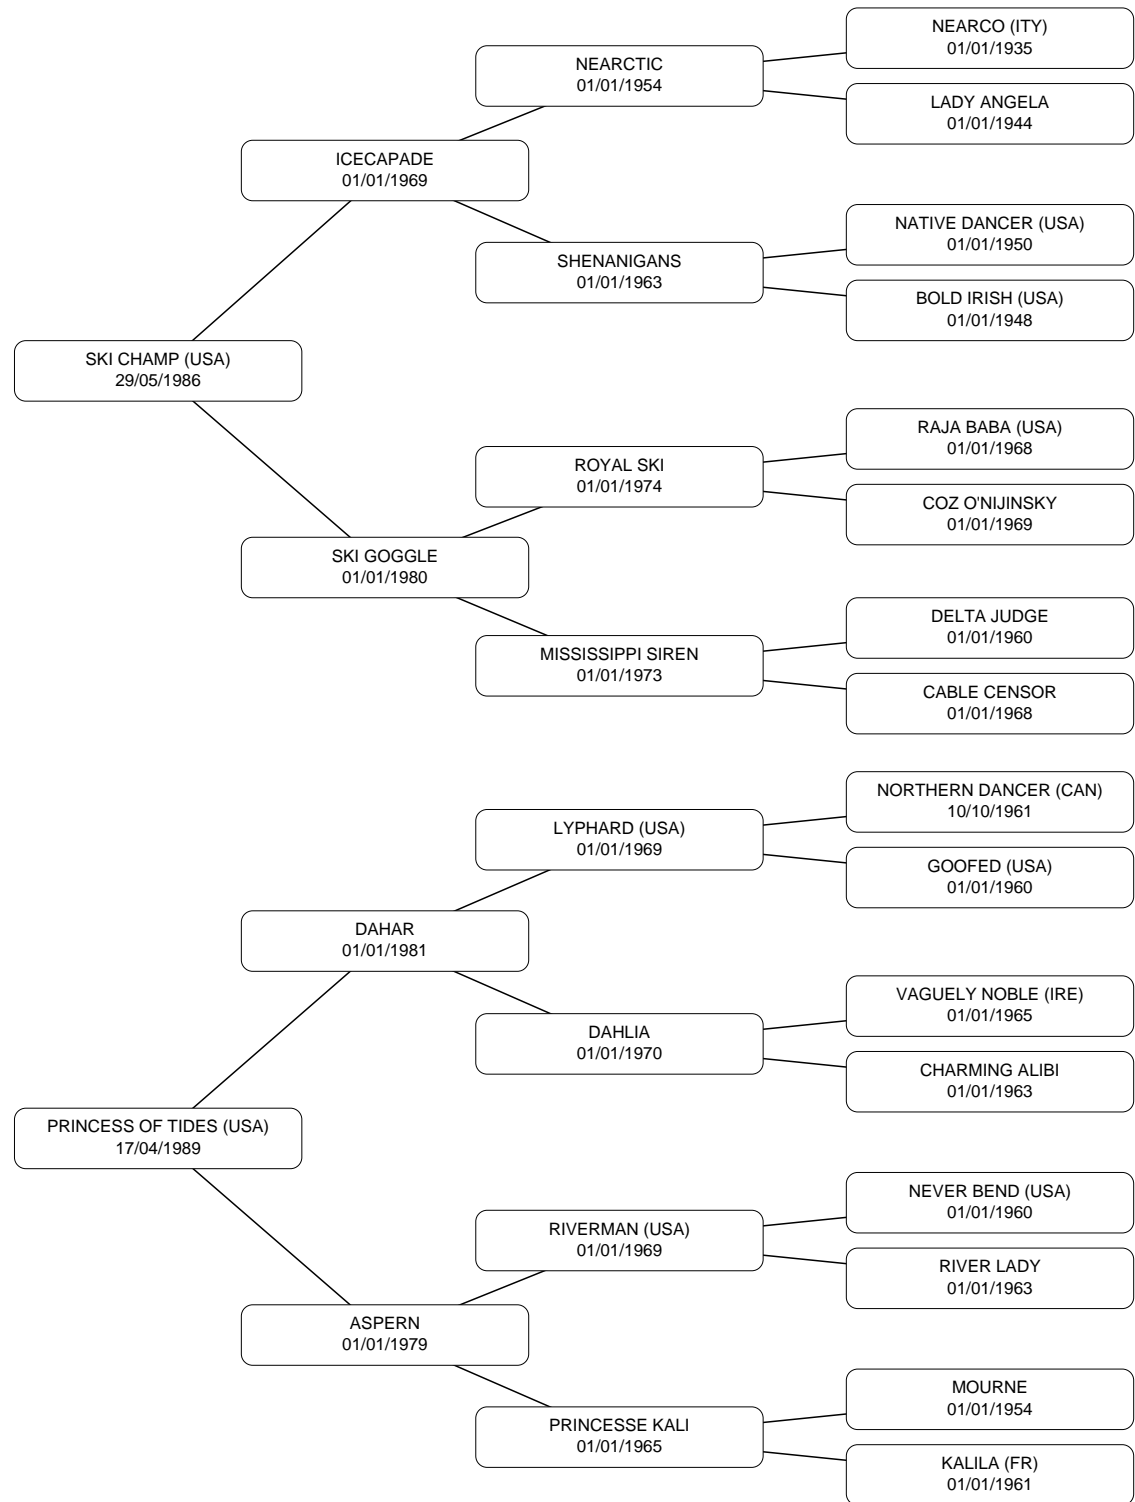 NEARCO (ITY)
01/01/1935
NEARCTIC
01/01/1954
LADY ANGELA
01/01/1944
ICECAPADE
01/01/1969
NATIVE DANCER (USA)
01/01/1950
SHENANIGANS
01/01/1963
BOLD IRISH (USA)
01/01/1948
SKI CHAMP (USA)
29/05/1986
RAJA BABA (USA)
01/01/1968
ROYAL SKI
01/01/1974
COZ O'NIJINSKY
01/01/1969
SKI GOGGLE
01/01/1980
DELTA JUDGE
01/01/1960
MISSISSIPPI SIREN
01/01/1973
CABLE CENSOR
01/01/1968
NORTHERN DANCER (CAN)
10/10/1961
LYPHARD (USA)
01/01/1969
GOOFED (USA)
01/01/1960
DAHAR
01/01/1981
VAGUELY NOBLE (IRE)
01/01/1965
DAHLIA
01/01/1970
CHARMING ALIBI
01/01/1963
PRINCESS OF TIDES (USA)
17/04/1989
NEVER BEND (USA)
01/01/1960
RIVERMAN (USA)
01/01/1969
RIVER LADY
01/01/1963
ASPERN
01/01/1979
MOURNE
01/01/1954
PRINCESSE KALI
01/01/1965
KALILA (FR)
01/01/1961